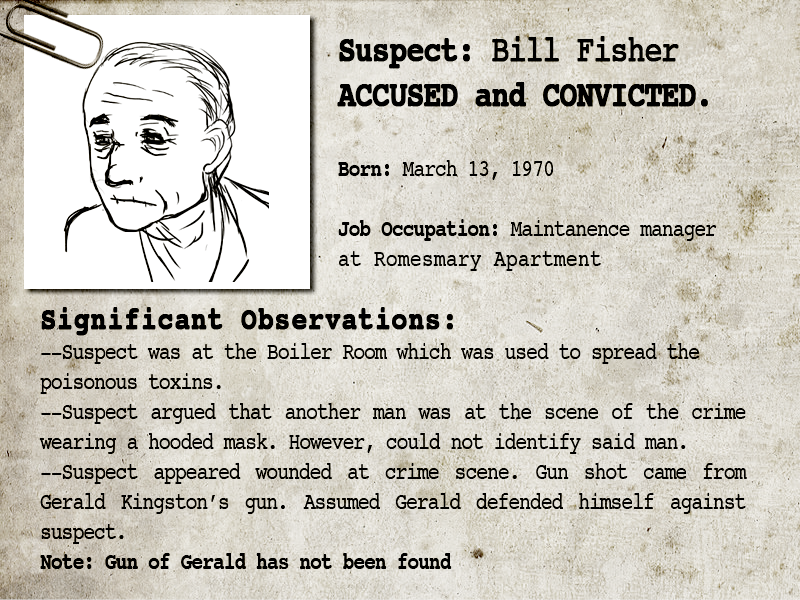 Suspect: Bill Fisher
ACCUSED and CONVICTED.
Born: March 13, 1970
Job Occupation: Maintanence manager
at Romesmary Apartment
Significant Observations:
--Suspect was at the Boiler Room which was used to spread the
poisonous toxins.
--Suspect argued that another man was at the scene of the crime
wearing a hooded mask. However, could not identify said man.
--Suspect appeared wounded at crime scene. Gun shot came from
Gerald Kingston's gun. Assumed Gerald defended himself against
suspect.
Note: Gun of Gerald has not been found